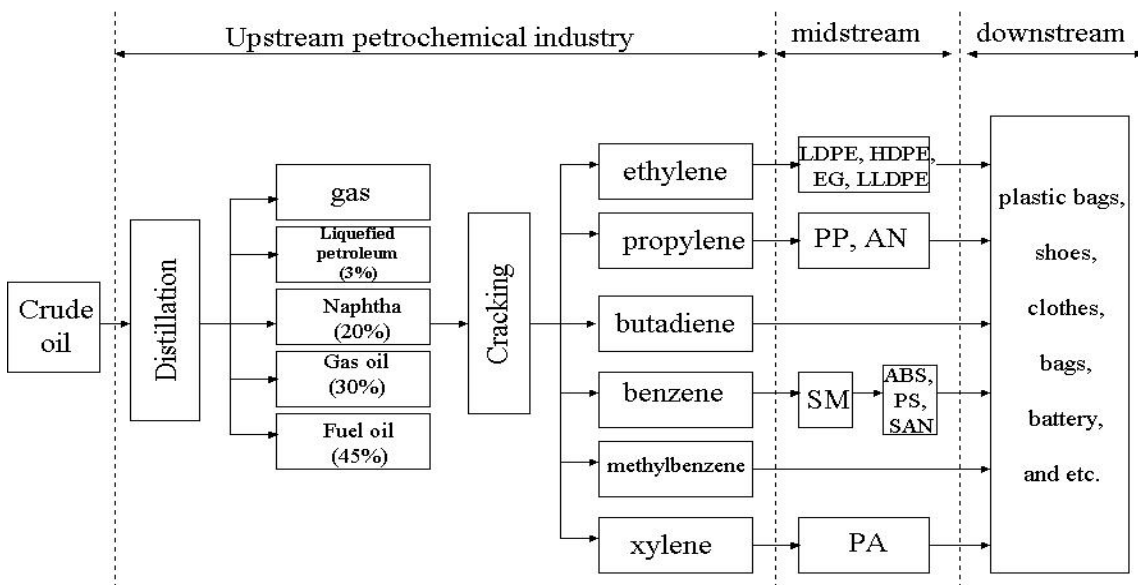 Upstream petrochemical industry
midstream
downstream
Crude
oil
Distillation
gas
Liquefied
petroleum
(3%)
Naphtha
(20%)
Gas oil
(30%)
Fuel oil
(45%)
Cracking
ethylene
propylene
butadiene
benzene
methylbenzene
xylene
LDPE, HDPE,
EG, LLDPE
PP, AN
SM
ABS,
PS,
SAN
PA
plastic bags,
shoes,
clothes,
bags,
battery,
and etc.